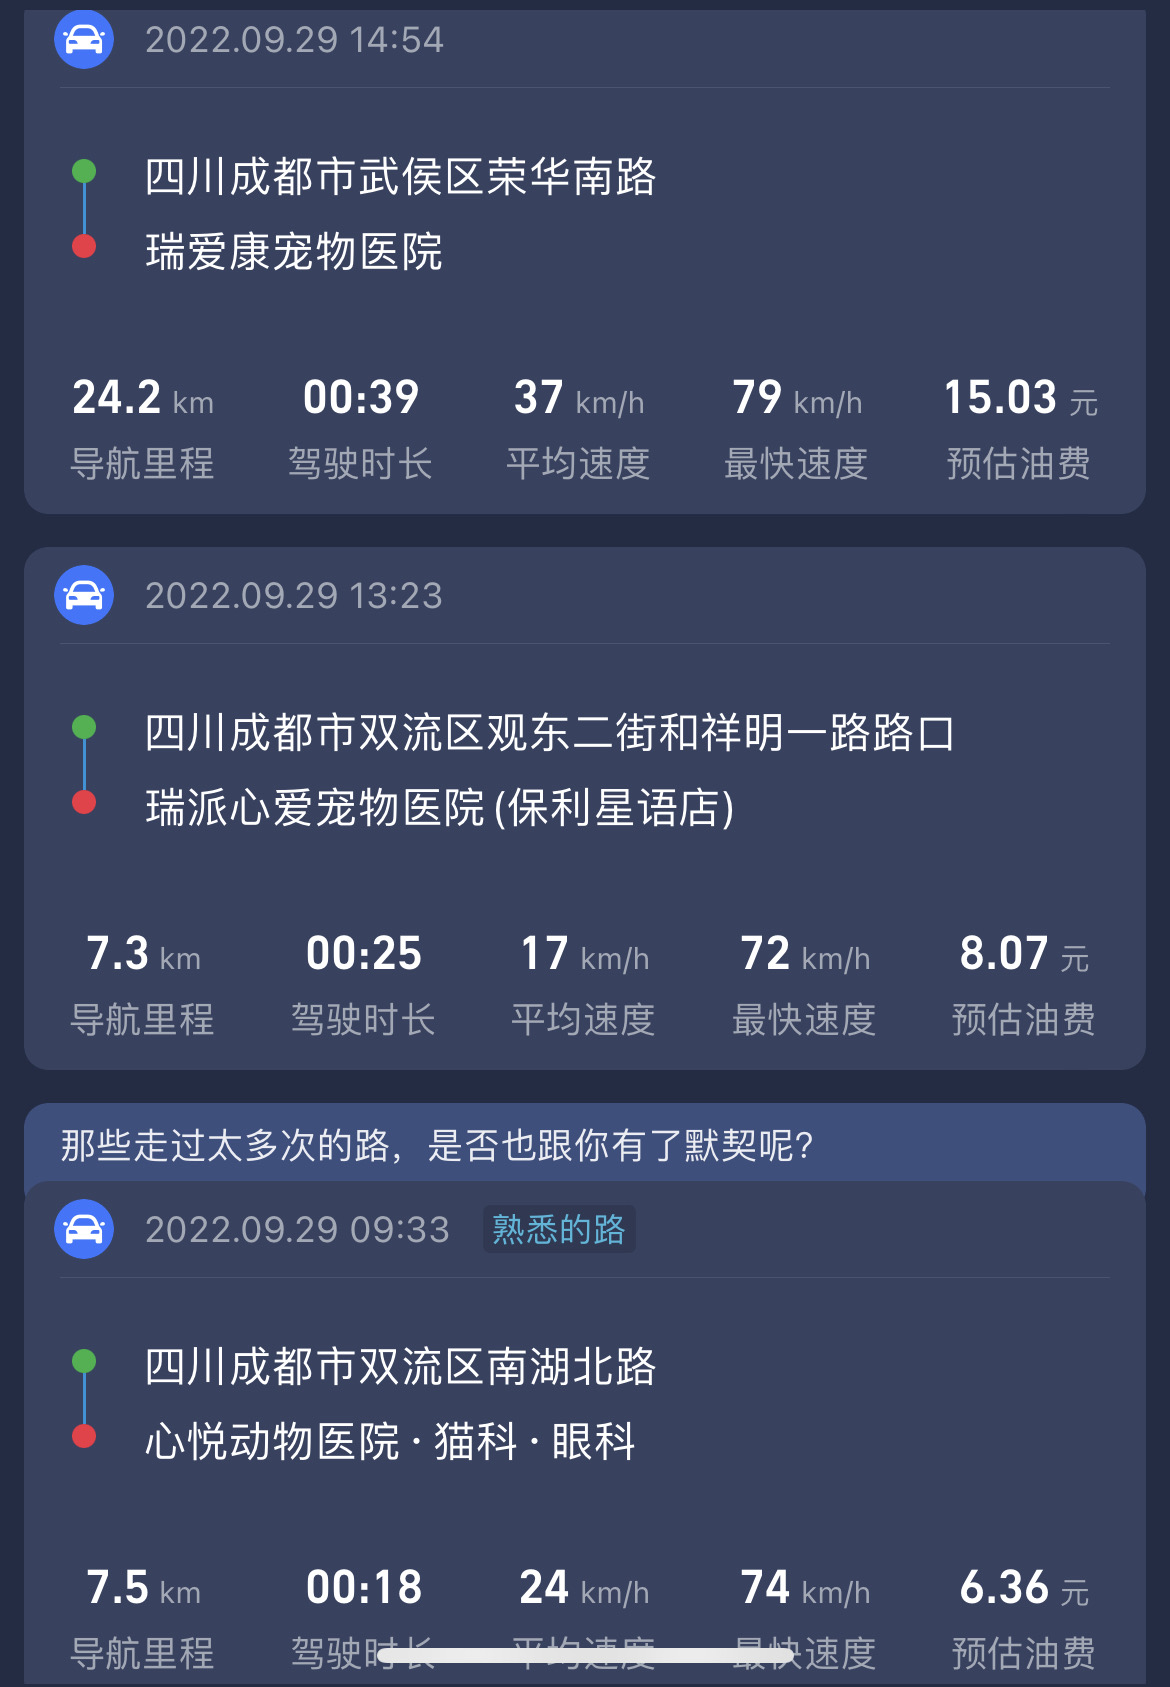 2022.09.29 14:54
四川成都市武侯区荣华南路
瑞爱康宠物医院
24.2 km 00:39 37 km/h 79 km/h 15.03 元
导航里程 驾驶时长 平均速度 最快速度 预估油费
2022.09.29 13:23
四川成都市双流区观东二街和祥明一路路口
瑞派心爱宠物医院(保利星语店)
7.3 km 00:25 17 km/h 72 km/h 8.07 元
导航里程 驾驶时长 平均速度 最快速度 预估油费
那些走过太多次的路，是否也跟你有了默契呢?
2022.09.29 09:33 熟悉的路
四川成都市双流区南湖北路
心悦动物医院·猫科·眼科
7.5 km 00:18 24 km/h 74 km/h 6.36 元
导航里程 驾驶时长 平均速度 最快速度 预估油费